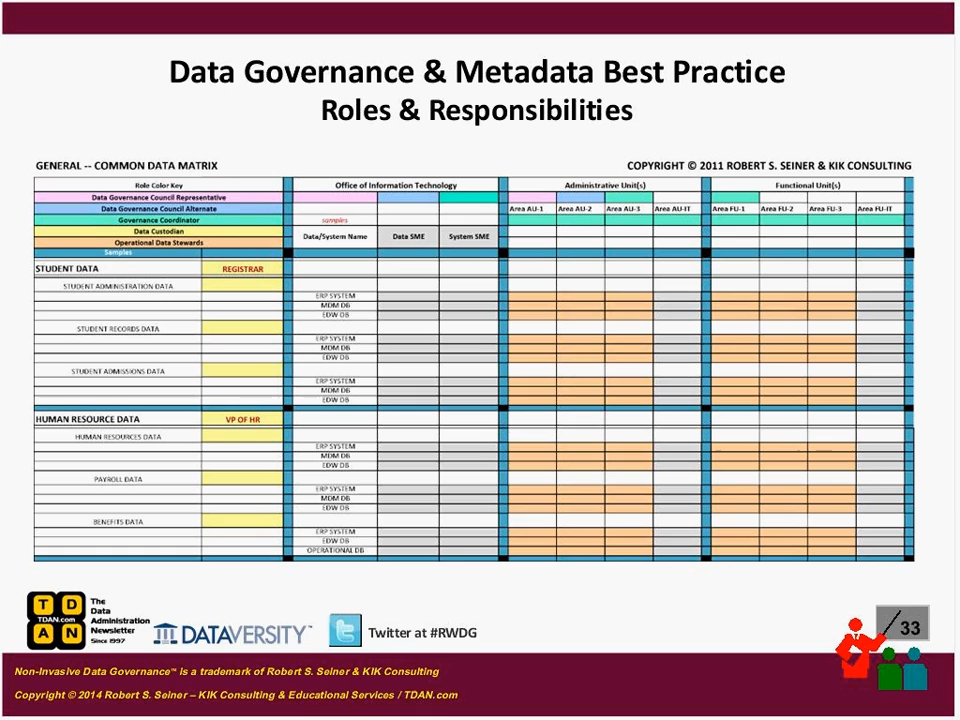 Data Governance & Metadata Best Practice
Roles & Responsibilities
GENERAL -- COMMON DATA MATRIX
COPYRIGHT © 2011 ROBERT S. SEINER & KIK CONSULTING
Role Color Key
Office of Information Technology
Administrative Unit(s)
Functional Unit(s)
Data Governance Council Representative
Data Governance Council Alternate
Area AU-1 Area AU-2 Area AU-3 Area AU-IT
Area FU-1 Area FU-2 Area FU-3 Area FU-IT
Governance Coordinator
samples
Data Custodian
Data/System Name Data SME System SME
Operational Data Stewards
Samples
STUDENT DATA REGISTRAR
STUDENT ADMINISTRATION DATA
ERP SYSTEM
MDM DB
EDW DB
STUDENT RECORDS DATA
ERP SYSTEM
MDM DB
EDW DB
STUDENT ADMISSIONS DATA
ERP SYSTEM
MDM DB
EDW DB
HUMAN RESOURCE DATA VP OF HR
HUMAN RESOURCES DATA
ERP SYSTEM
MDM DB
EDW DB
PAYROLL DATA
ERP SYSTEM
MDM DB
EDW DB
BENEFITS DATA
ERP SYSTEM
EDW DB
OPERATIONAL DB
T D
TDAN.com
A N
The
Data
Administration
Newsletter
Since 1997
DATAVERSITY™
Twitter at #RWDG
33
Non-Invasive Data Governance™ is a trademark of Robert S. Seiner & KIK Consulting
Copyright © 2014 Robert S. Seiner – KIK Consulting & Educational Services / TDAN.com